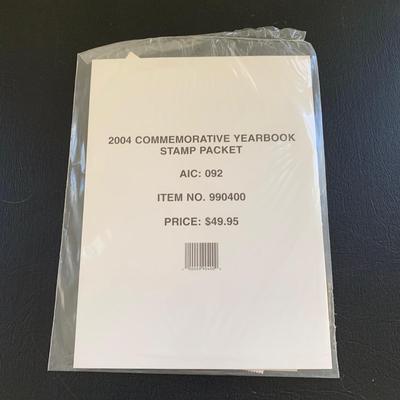 2004 COMMEMORATIVE YEARBOOK
STAMP PACKET
AIC: 092
ITEM NO. 990400
PRICE: $49.95